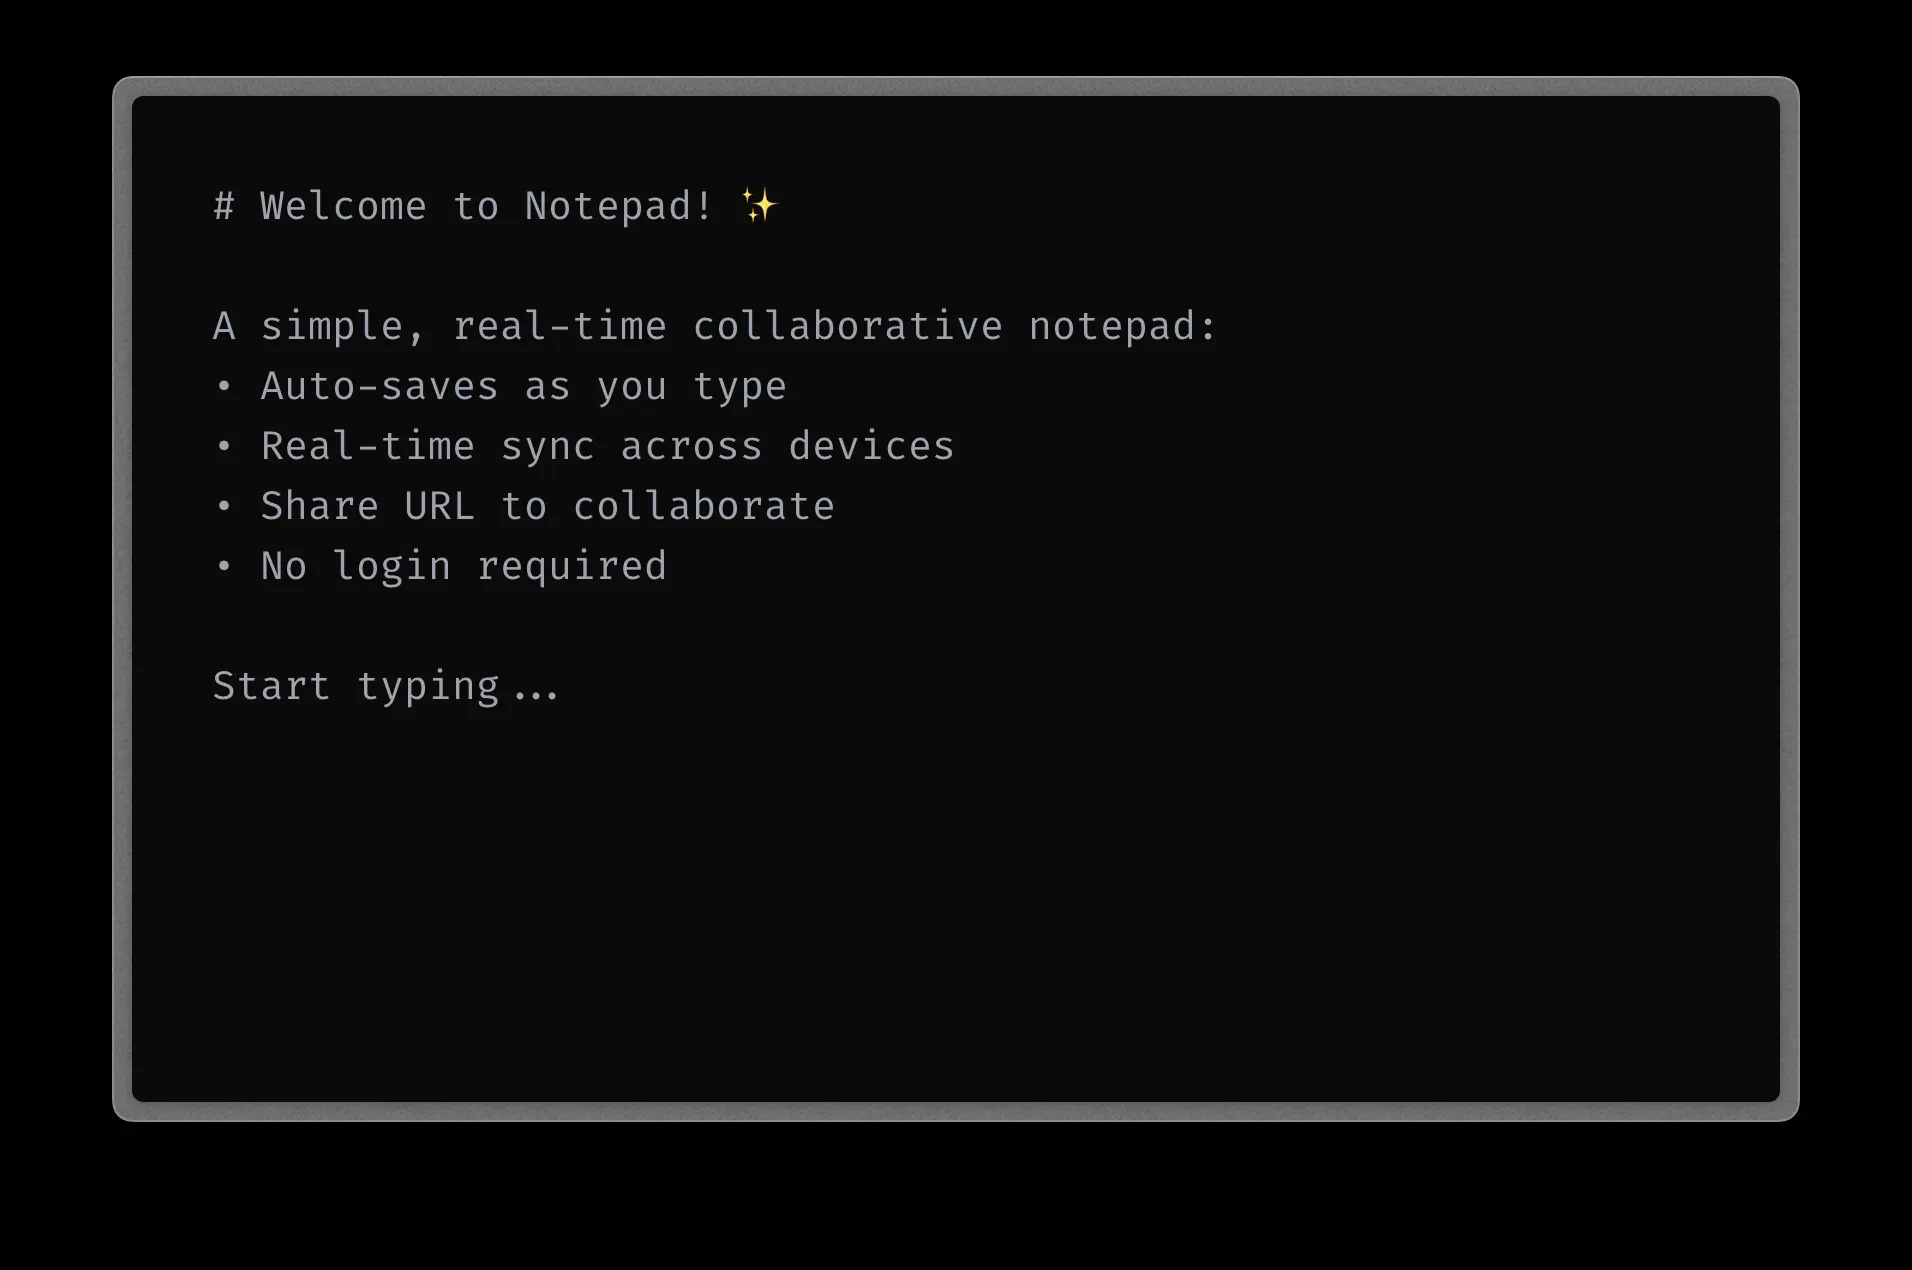 # Welcome to Notepad! ✨
A simple, real-time collaborative notepad:
• Auto-saves as you type
• Real-time sync across devices
• Share URL to collaborate
• No login required
Start typing...